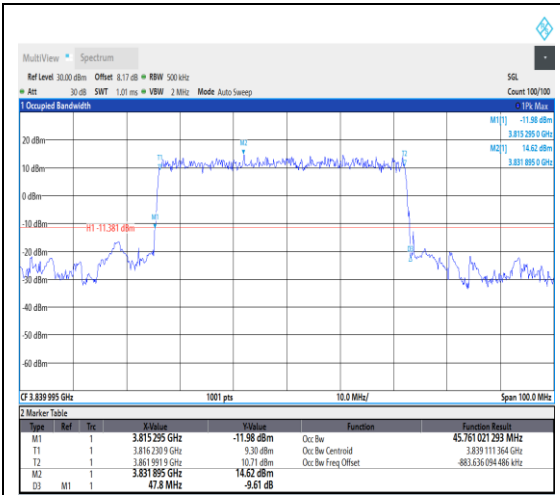 MultiView Spectrum
Ref Level 30.00 dBm Offset 8.17 dB RBW 500 kHz SGL
Att 30 dB SWT 1.01 ms VBW 2 MHz Mode Auto Sweep Count 100/100
1 Occupied Bandwidth 1Pk Max
M1[1] -11.98 dBm
3.815 295 0 GHz
M2[1] 14.62 dBm
3.831 895 0 GHz
20 dBm
10 dBm
0 dBm
-10 dBm
-20 dBm
-30 dBm
-40 dBm
-50 dBm
-60 dBm
M2
T1
T2
M1
H1 -11.381 dBm
CF 3.839 995 GHz 1001 pts 10.0 MHz/ Span 100.0 MHz
2 Marker Table
Type Ref Trc X-Value Y-Value Function Function Result
M1 1 3.815 295 GHz -11.98 dBm Occ Bw 45.761 021 293 MHz
T1 1 3.816 230 9 GHz 9.30 dBm Occ Bw Centroid 3.839 111 364 GHz
T2 1 3.861 991 9 GHz 10.71 dBm Occ Bw Freq Offset -883.636 094 486 kHz
M2 1 3.831 895 GHz 14.62 dBm
D3 M1 1 47.8 MHz -9.61 dB